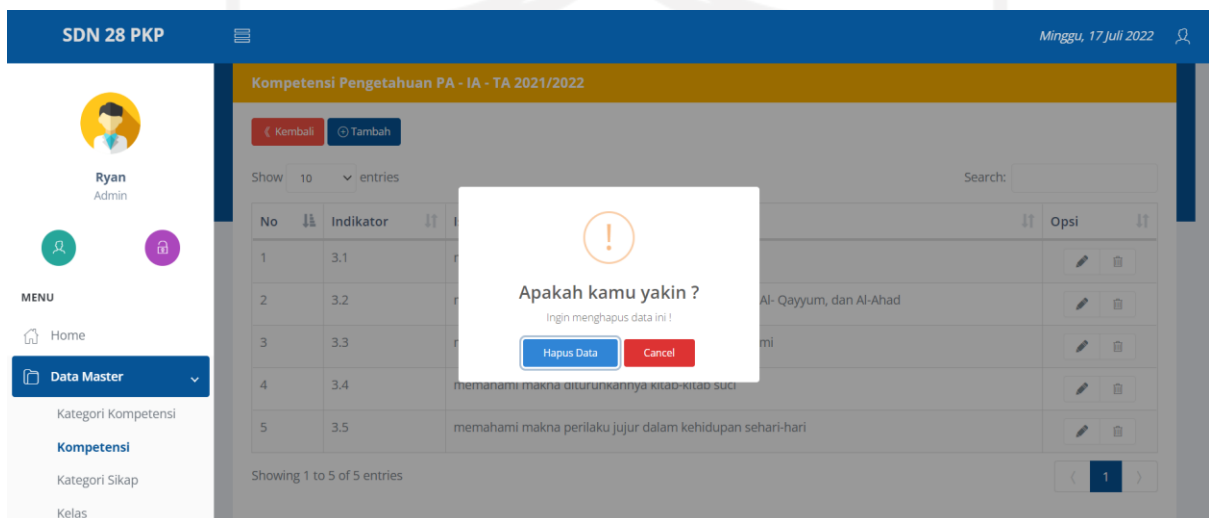 SDN 28 PKP
Minggu, 17 Juli 2022
Ryan
Admin
MENU
Home
Data Master
Kategori Kompetensi
Kompetensi
Kategori Sikap
Kelas
Kompetensi Pengetahuan PA - IA - TA 2021/2022
Kembali Tambah
Show 10 entries Search:
No Indikator Opsi
1 3.1
2 3.2 Al- Qayyum, dan Al-Ahad
3 3.3
4 3.4 memahami makna diturunkannya kitab-kitab suci
5 3.5 memahami makna perilaku jujur dalam kehidupan sehari-hari
Showing 1 to 5 of 5 entries 1
Apakah kamu yakin ?
Ingin menghapus data ini !
Hapus Data Cancel